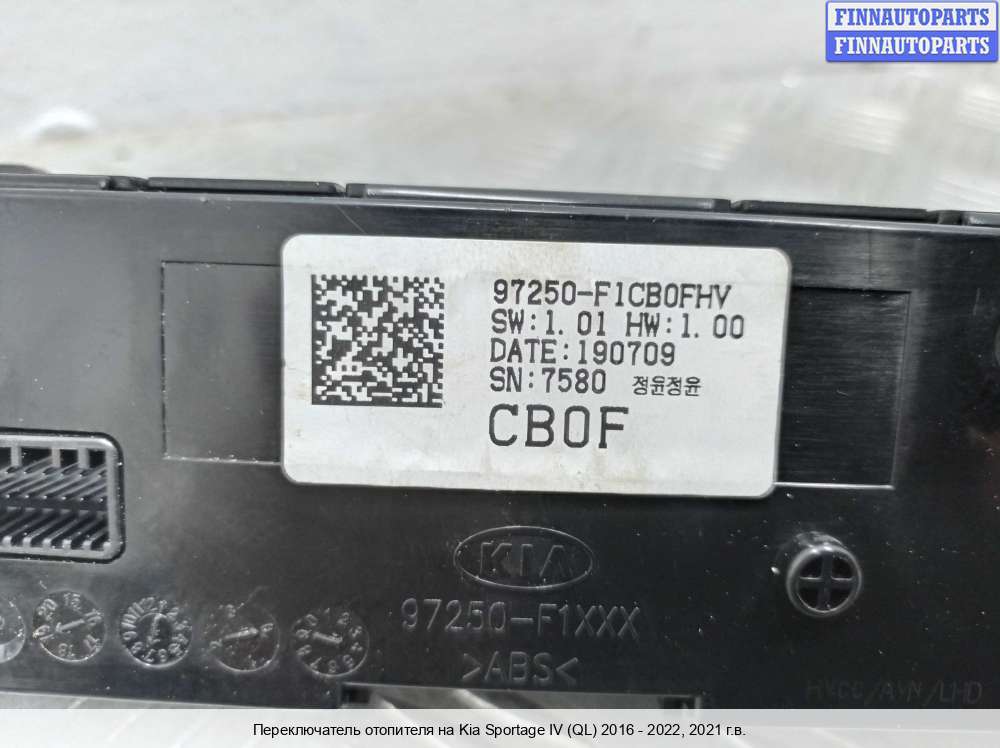 FINNAUTOPARTS
FINNAUTOPARTS
97250-F1CB0FHV
SW:1.01 HW:1.00
DATE:190709
SN:7580 정윤정윤
CB0F
KIA
97250-F1XXX
>ABS<
/LHD
Переключатель отопителя на Kia Sportage IV (QL) 2016 - 2022, 2021 г.в.